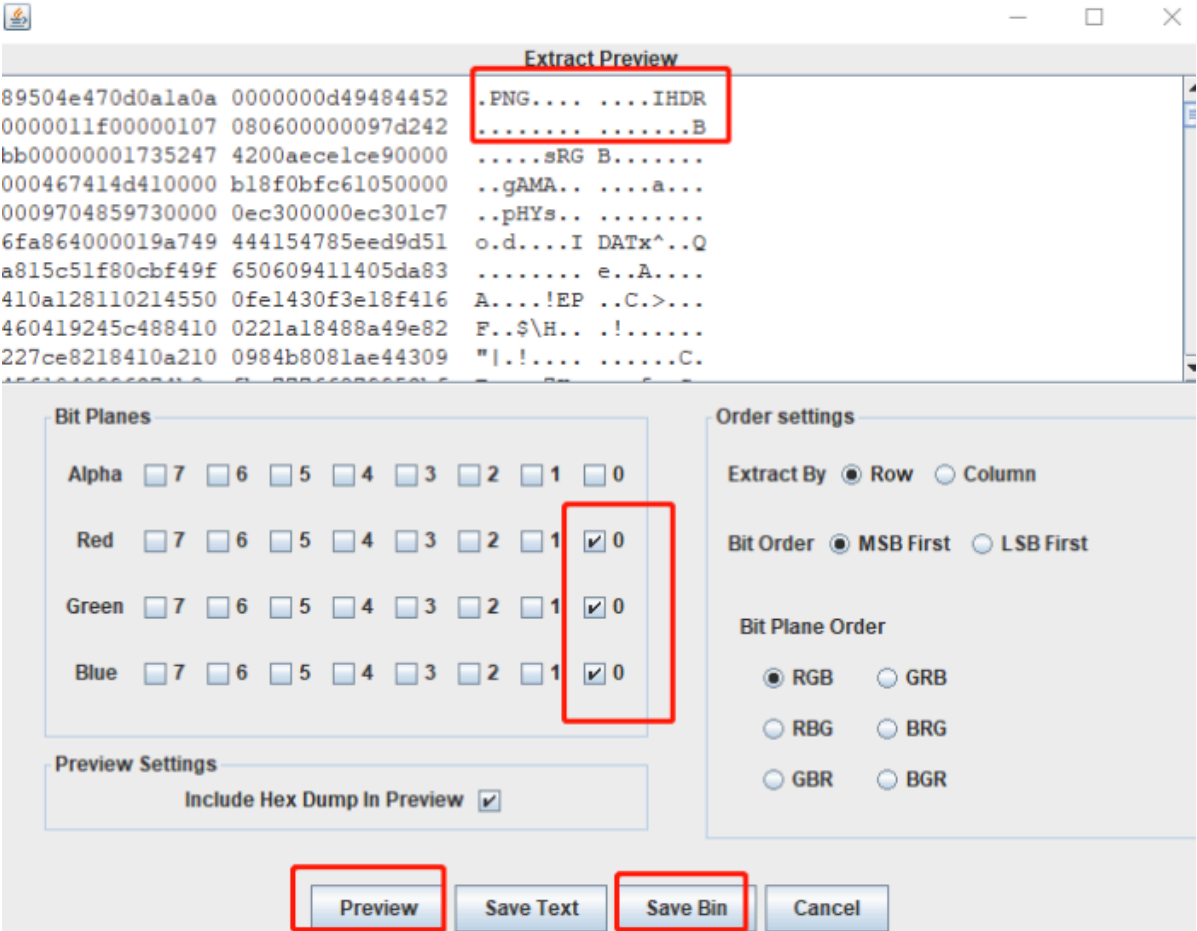 Extract Preview
89504e470d0a1a0a 0000000d49484452 .PNG.... ....IHDR
0000011f00000107 080600000097d242 ........ .......B
bb00000001735247 4200aece1ce90000 .....sRG B.......
000467414d410000 b18f0bfc61050000 ..gAMA.. ....a...
0009704859730000 0ec300000ec301c7 ..pHYs.. ........
6fa864000019a749 444154785eed9d51 o.d....I DATx^..Q
a815c51f80cbf49f 650609411405da83 ........ e..A....
410a128110214550 0fe1430f3e18f416 A....!EP ..C.>...
460419245c488410 0221a18488a49e82 F..$\H.. .!......
227ce8218410a210 0984b8081ae44309 "|.!.... ......C.
Bit Planes
Alpha 7 6 5 4 3 2 1 0
Red 7 6 5 4 3 2 1 0
Green 7 6 5 4 3 2 1 0
Blue 7 6 5 4 3 2 1 0
Preview Settings
Include Hex Dump In Preview
Order settings
Extract By Row Column
Bit Order MSB First LSB First
Bit Plane Order
RGB GRB
RBG BRG
GBR BGR
Preview Save Text Save Bin Cancel